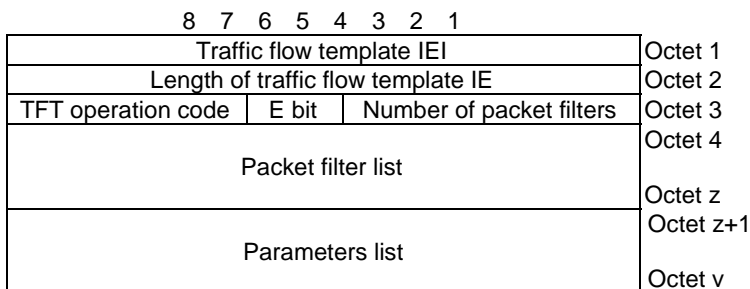 8 7 6 5 4 3 2 1
Traffic flow template IEI Octet 1
Length of traffic flow template IE Octet 2
TFT operation code E bit Number of packet filters Octet 3
Octet 4
Packet filter list
Octet z
Octet z+1
Parameters list
Octet v